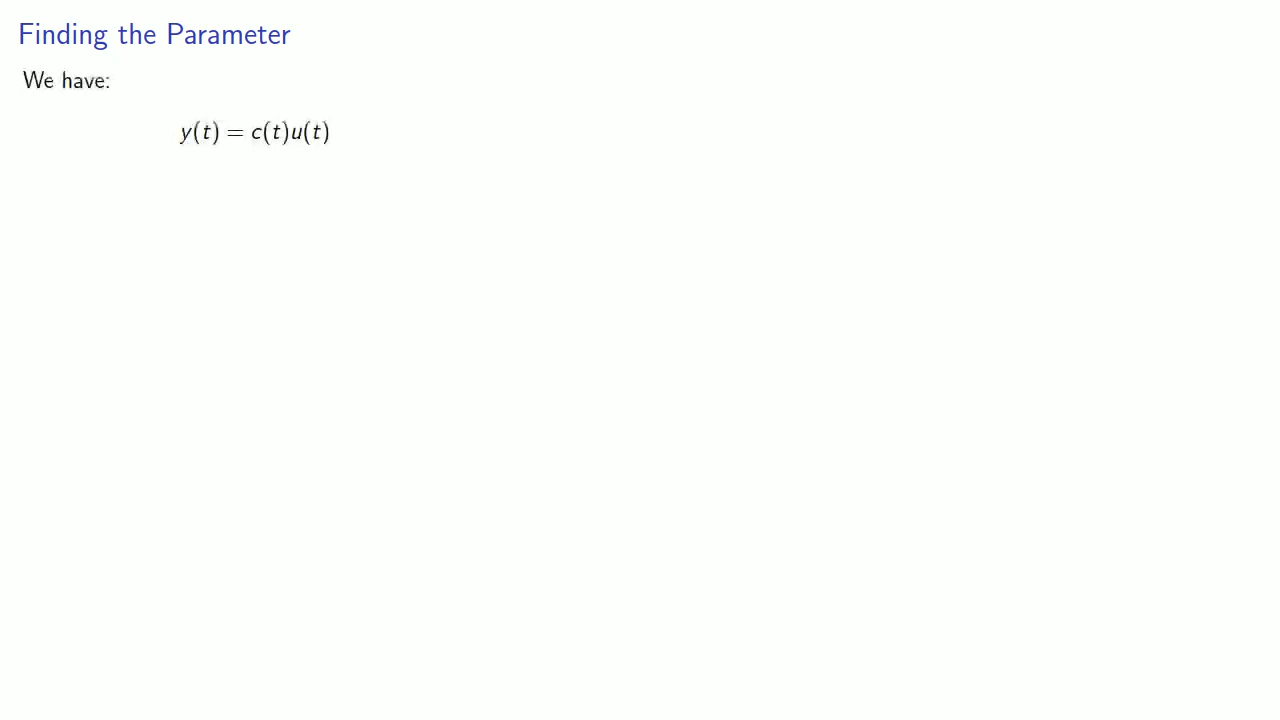 Finding the Parameter
We have:
y(t) = c(t)u(t)